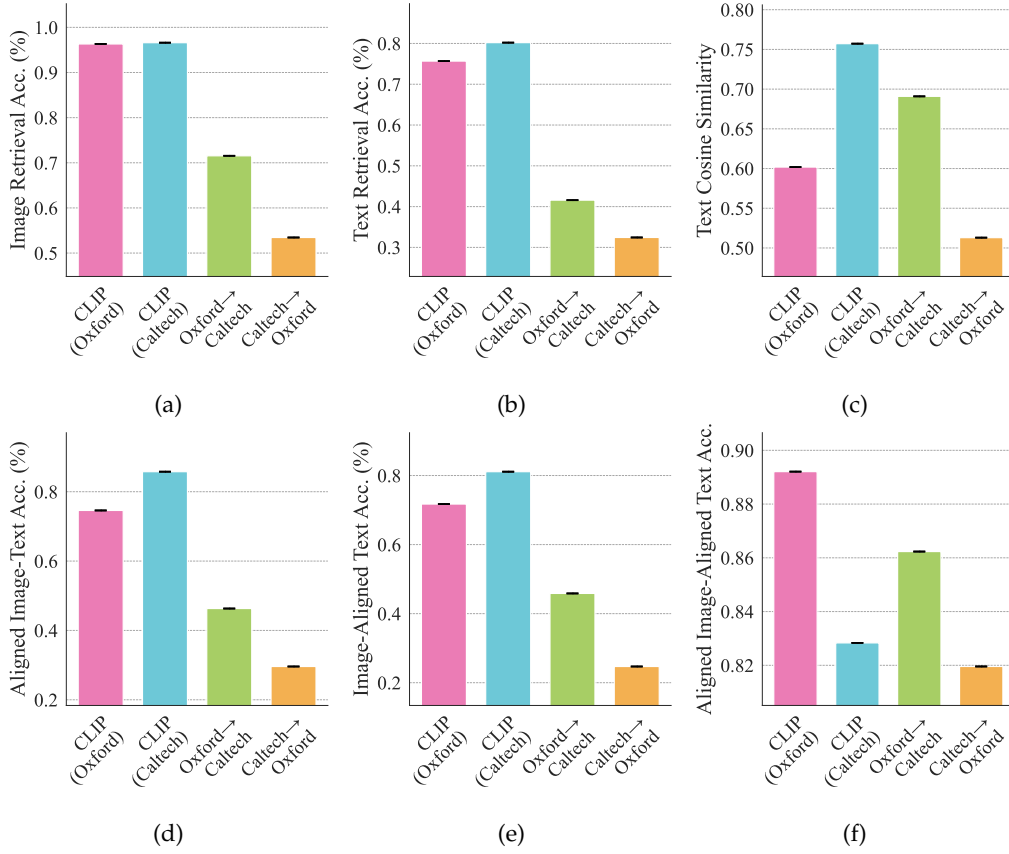 Image Retrieval Acc. (%)
1.0
0.9
0.8
0.7
0.6
0.5
CLIP
(Oxford)
CLIP
(Caltech)
Oxford→
Caltech
Caltech→
Oxford
(a)
Text Retrieval Acc. (%)
0.8
0.7
0.6
0.5
0.4
0.3
CLIP
(Oxford)
CLIP
(Caltech)
Oxford→
Caltech
Caltech→
Oxford
(b)
Text Cosine Similarity
0.80
0.75
0.70
0.65
0.60
0.55
0.50
CLIP
(Oxford)
CLIP
(Caltech)
Oxford→
Caltech
Caltech→
Oxford
(c)
Aligned Image-Text Acc. (%)
0.8
0.6
0.4
0.2
CLIP
(Oxford)
CLIP
(Caltech)
Oxford→
Caltech
Caltech→
Oxford
(d)
Image-Aligned Text Acc. (%)
0.8
0.6
0.4
0.2
CLIP
(Oxford)
CLIP
(Caltech)
Oxford→
Caltech
Caltech→
Oxford
(e)
Aligned Image-Aligned Text Acc.
0.90
0.88
0.86
0.84
0.82
CLIP
(Oxford)
CLIP
(Caltech)
Oxford→
Caltech
Caltech→
Oxford
(f)